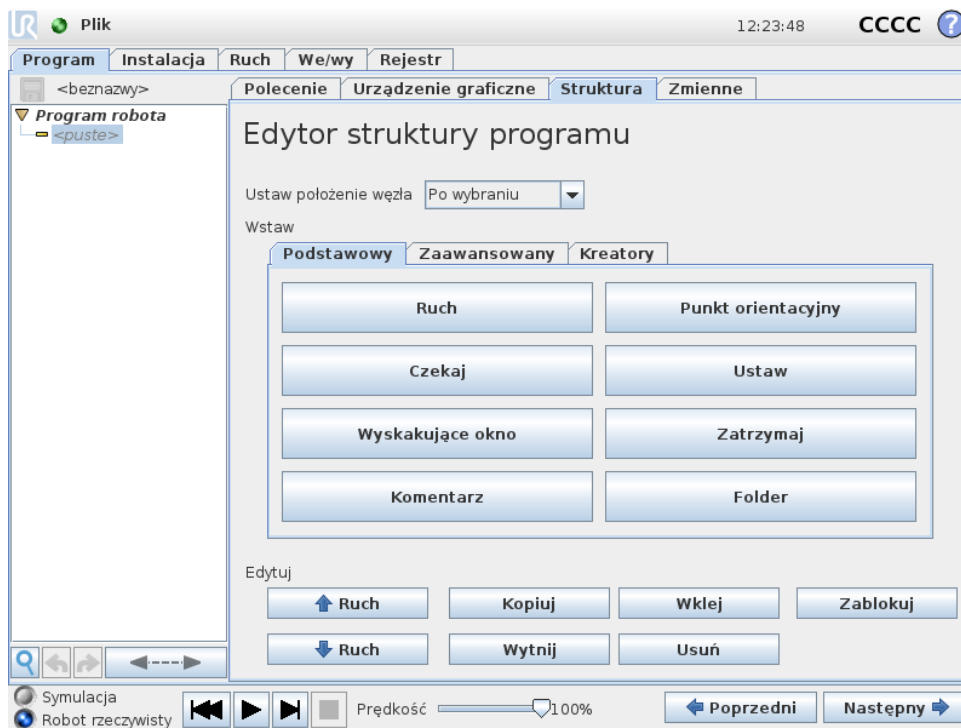 UR Plik 12:23:48 CCCC ?
Program Instalacja Ruch We/wy Rejestr
<beznazwy> Polecenie Urządzenie graficzne Struktura Zmienne
Program robota
<puste>
Edytor struktury programu
Ustaw położenie węzła Po wybraniu
Wstaw
Podstawowy Zaawansowany Kreatory
Ruch Punkt orientacyjny
Czekaj Ustaw
Wyskakujące okno Zatrzymaj
Komentarz Folder
Edytuj
Ruch Kopiuj Wklej Zablokuj
Ruch Wytnij Usuń
Symulacja
Robot rzeczywisty
Prędkość 100% Poprzedni Następny